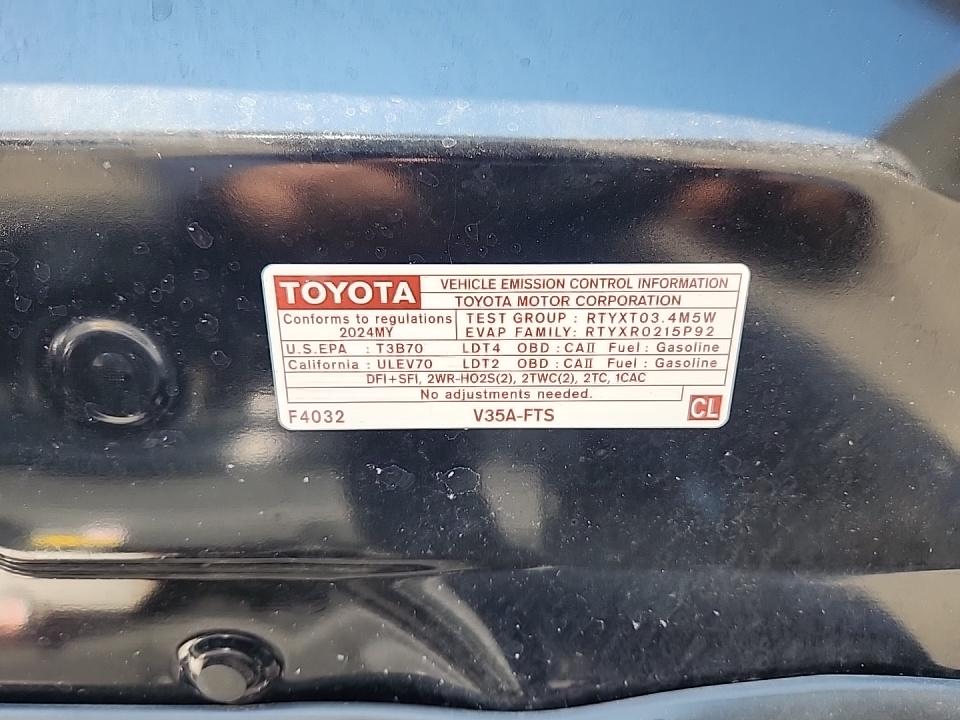 TOYOTA VEHICLE EMISSION CONTROL INFORMATION
TOYOTA MOTOR CORPORATION
Conforms to regulations TEST GROUP : RTYXT03.4M5W
2024MY EVAP FAMILY: RTYXR0215P92
U.S.EPA : T3B70 LDT4 OBD : CAII Fuel : Gasoline
California : ULEV70 LDT2 OBD : CAII Fuel : Gasoline
DFI+SFI, 2WR-HO2S(2), 2TWC(2), 2TC, 1CAC
No adjustments needed.
F4032 V35A-FTS CL